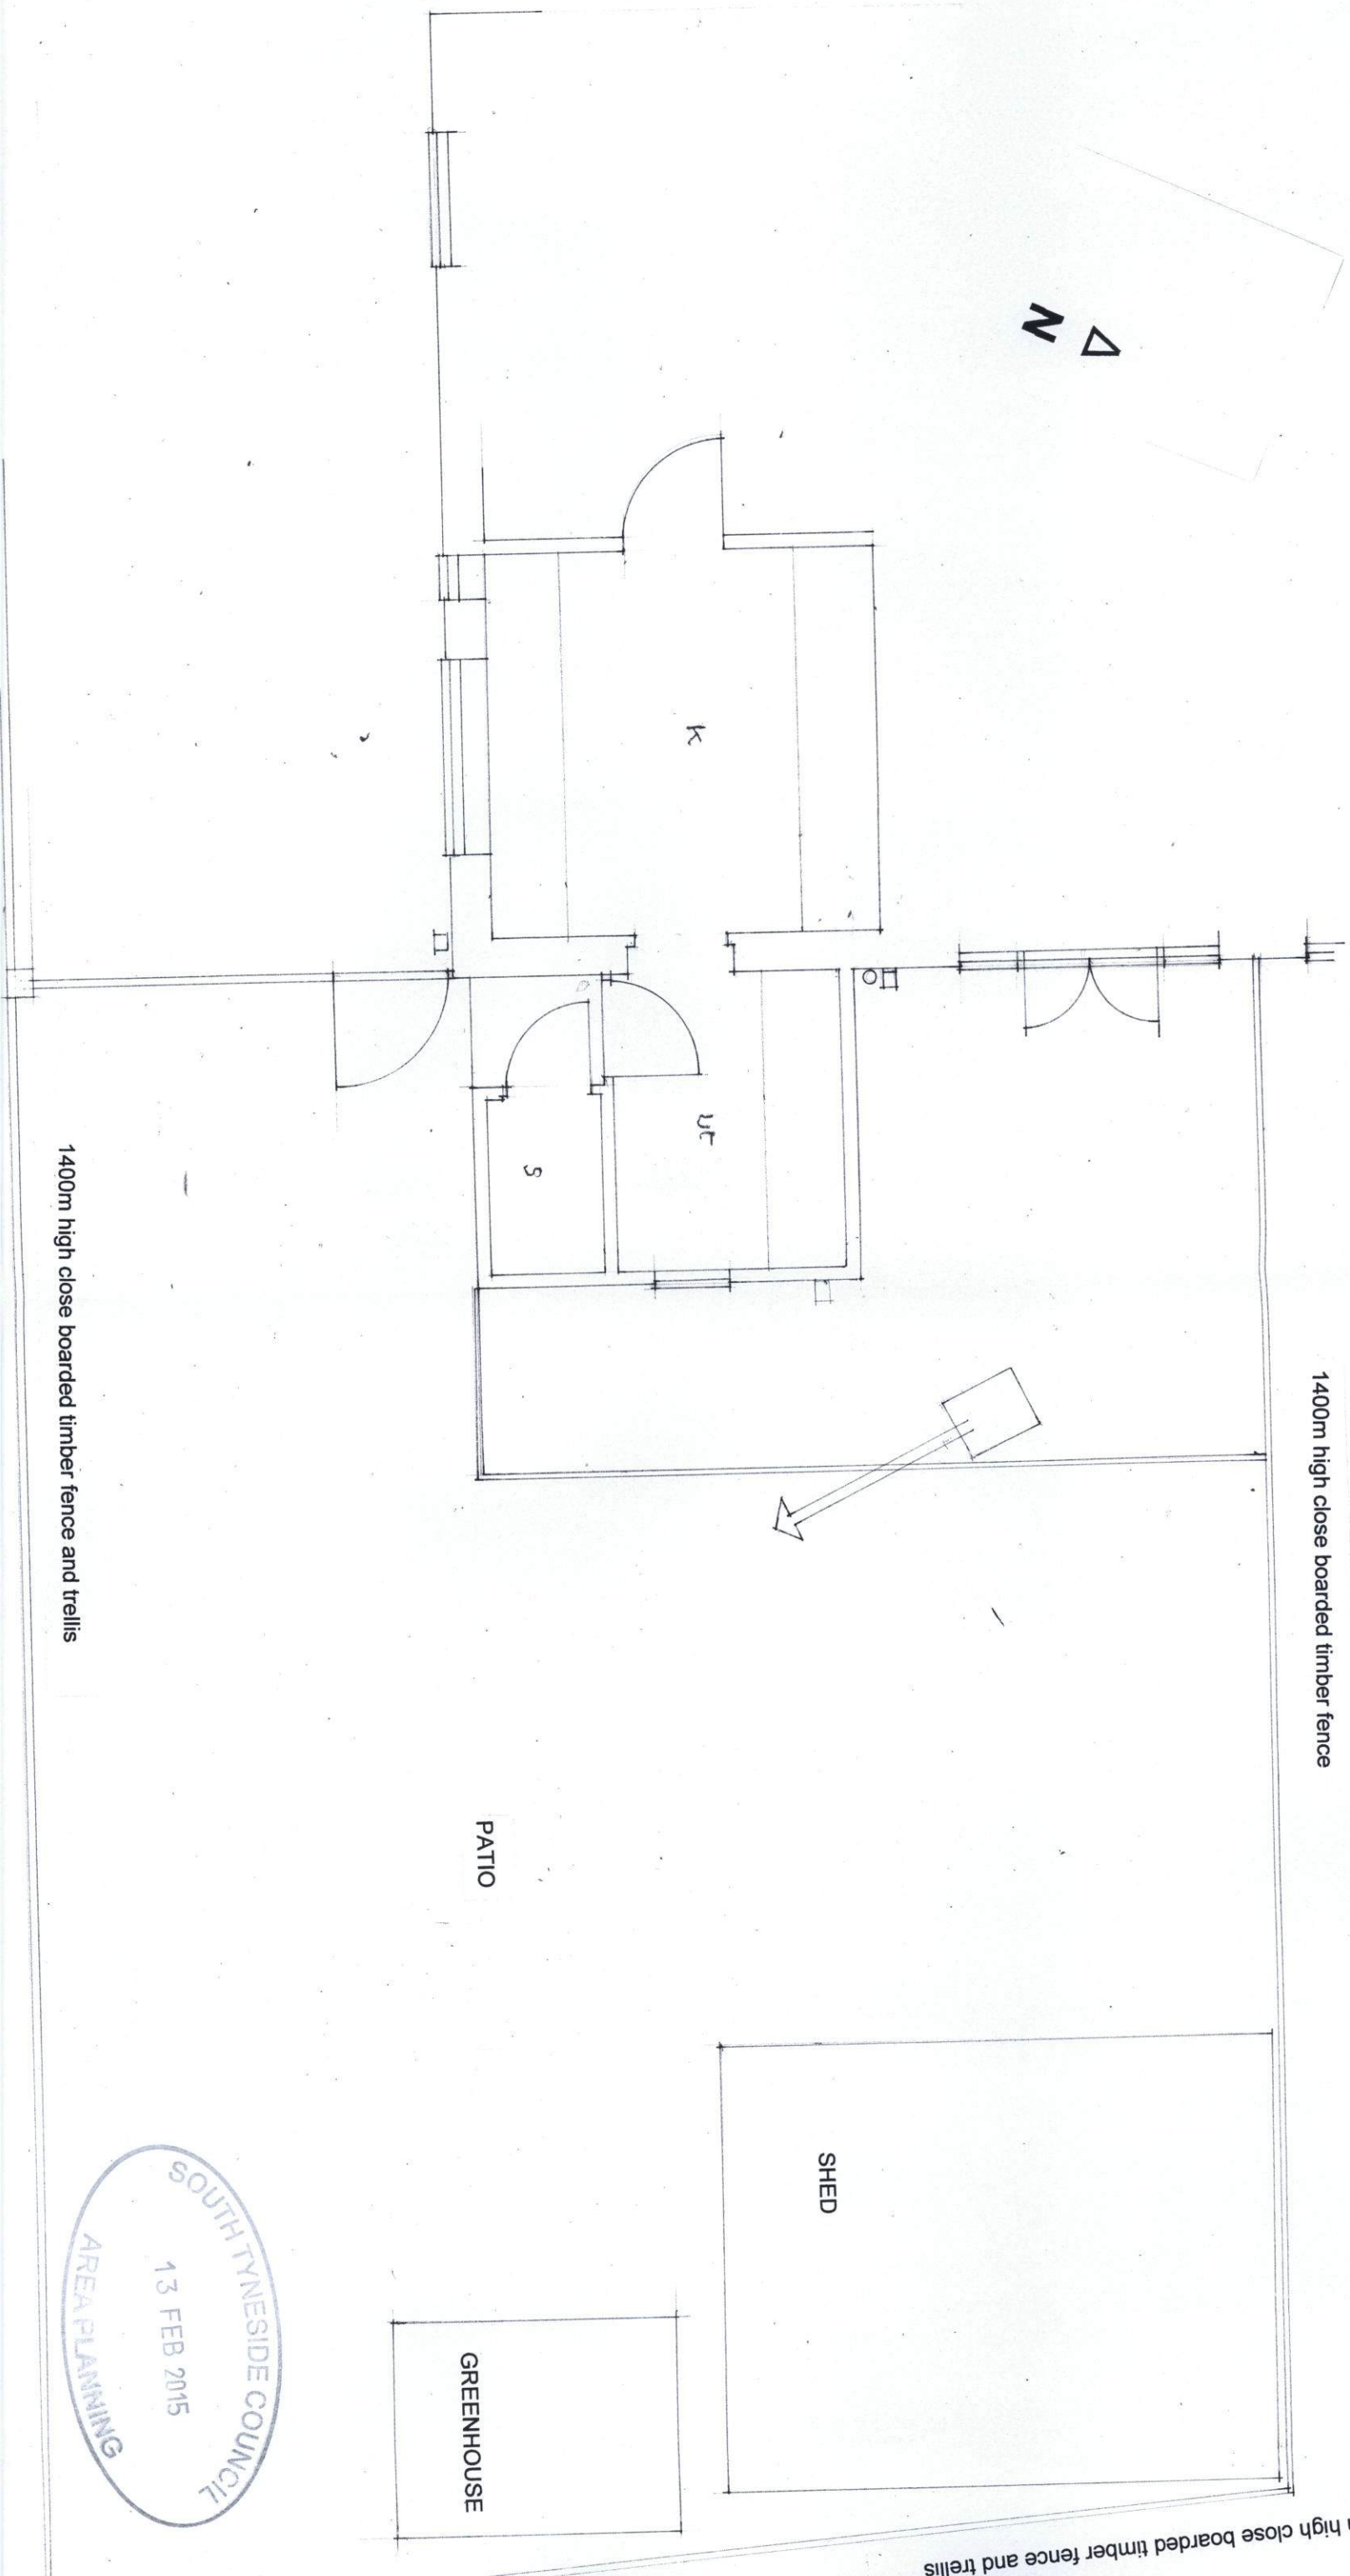 N
1400m high close boarded timber fence
K
ut
S
1400m high close boarded timber fence and trellis
PATIO
SHED
GREENHOUSE
high close boarded timber fence and trellis
SOUTH TYNESIDE COUNCIL
13 FEB 2015
AREA PLANNING